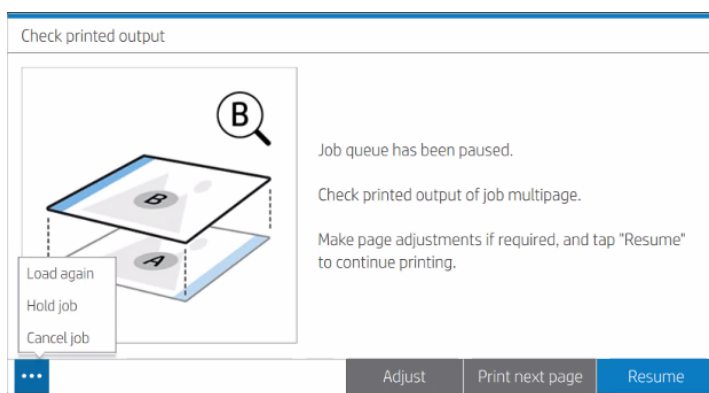 Check printed output
B
B
A
Job queue has been paused.
Check printed output of job multipage.
Make page adjustments if required, and tap "Resume"
to continue printing.
Load again
Hold job
Cancel job
...
Adjust
Print next page
Resume